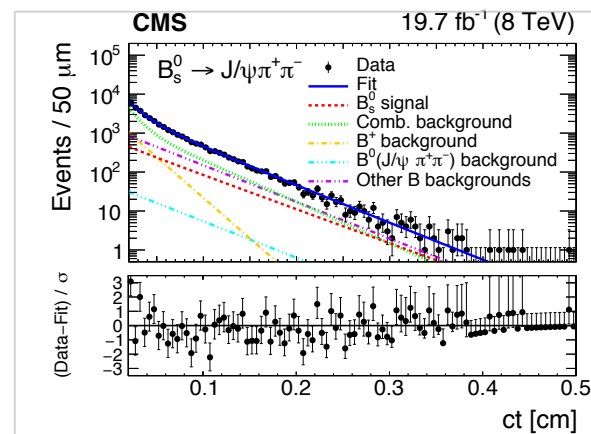 CMS 19.7 fb⁻¹ (8 TeV)
B⁰ₛ → J/ψπ⁺π⁻
Data
Fit
B⁰ₛ signal
Comb. background
B⁺ background
B⁰(J/ψ π⁺π⁻) background
Other B backgrounds
Events / 50 μm
10⁵
10⁴
10³
10²
10
1
(Data−Fit) / σ
3
2
1
0
-1
-2
-3
0.1 0.2 0.3 0.4 0.5
ct [cm]